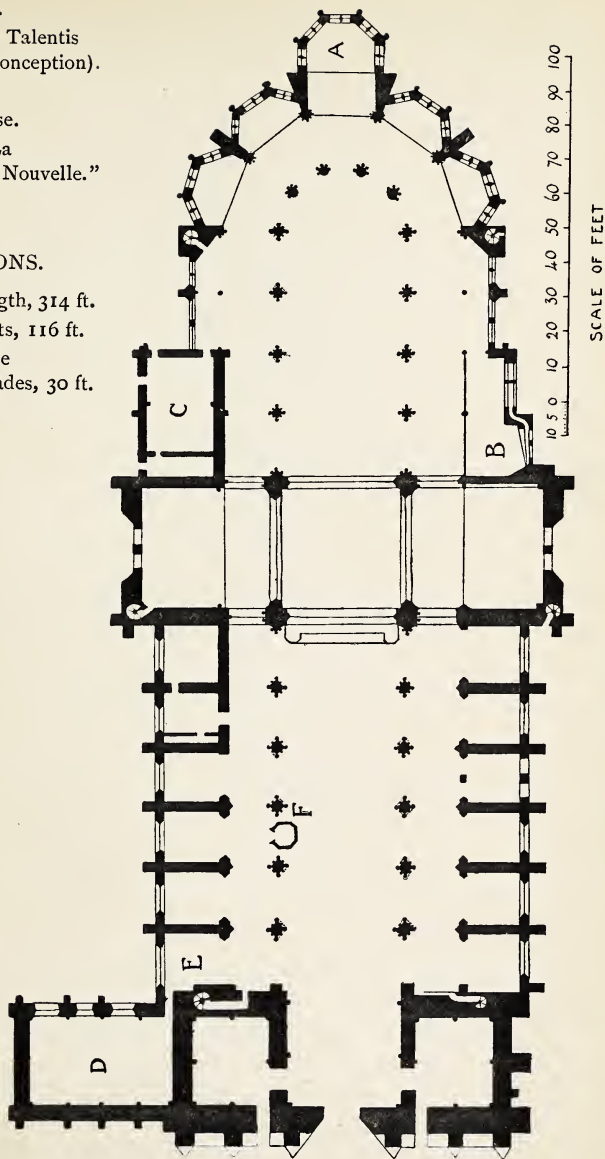 Talentis
onception).
se.
La
Nouvelle."
ONS.
gth, 314 ft.
ts, 116 ft.
e
ades, 30 ft.
A
B
C
D
E
F
10 5 0 10 20 30 40 50 60 70 80 90 100
SCALE OF FEET